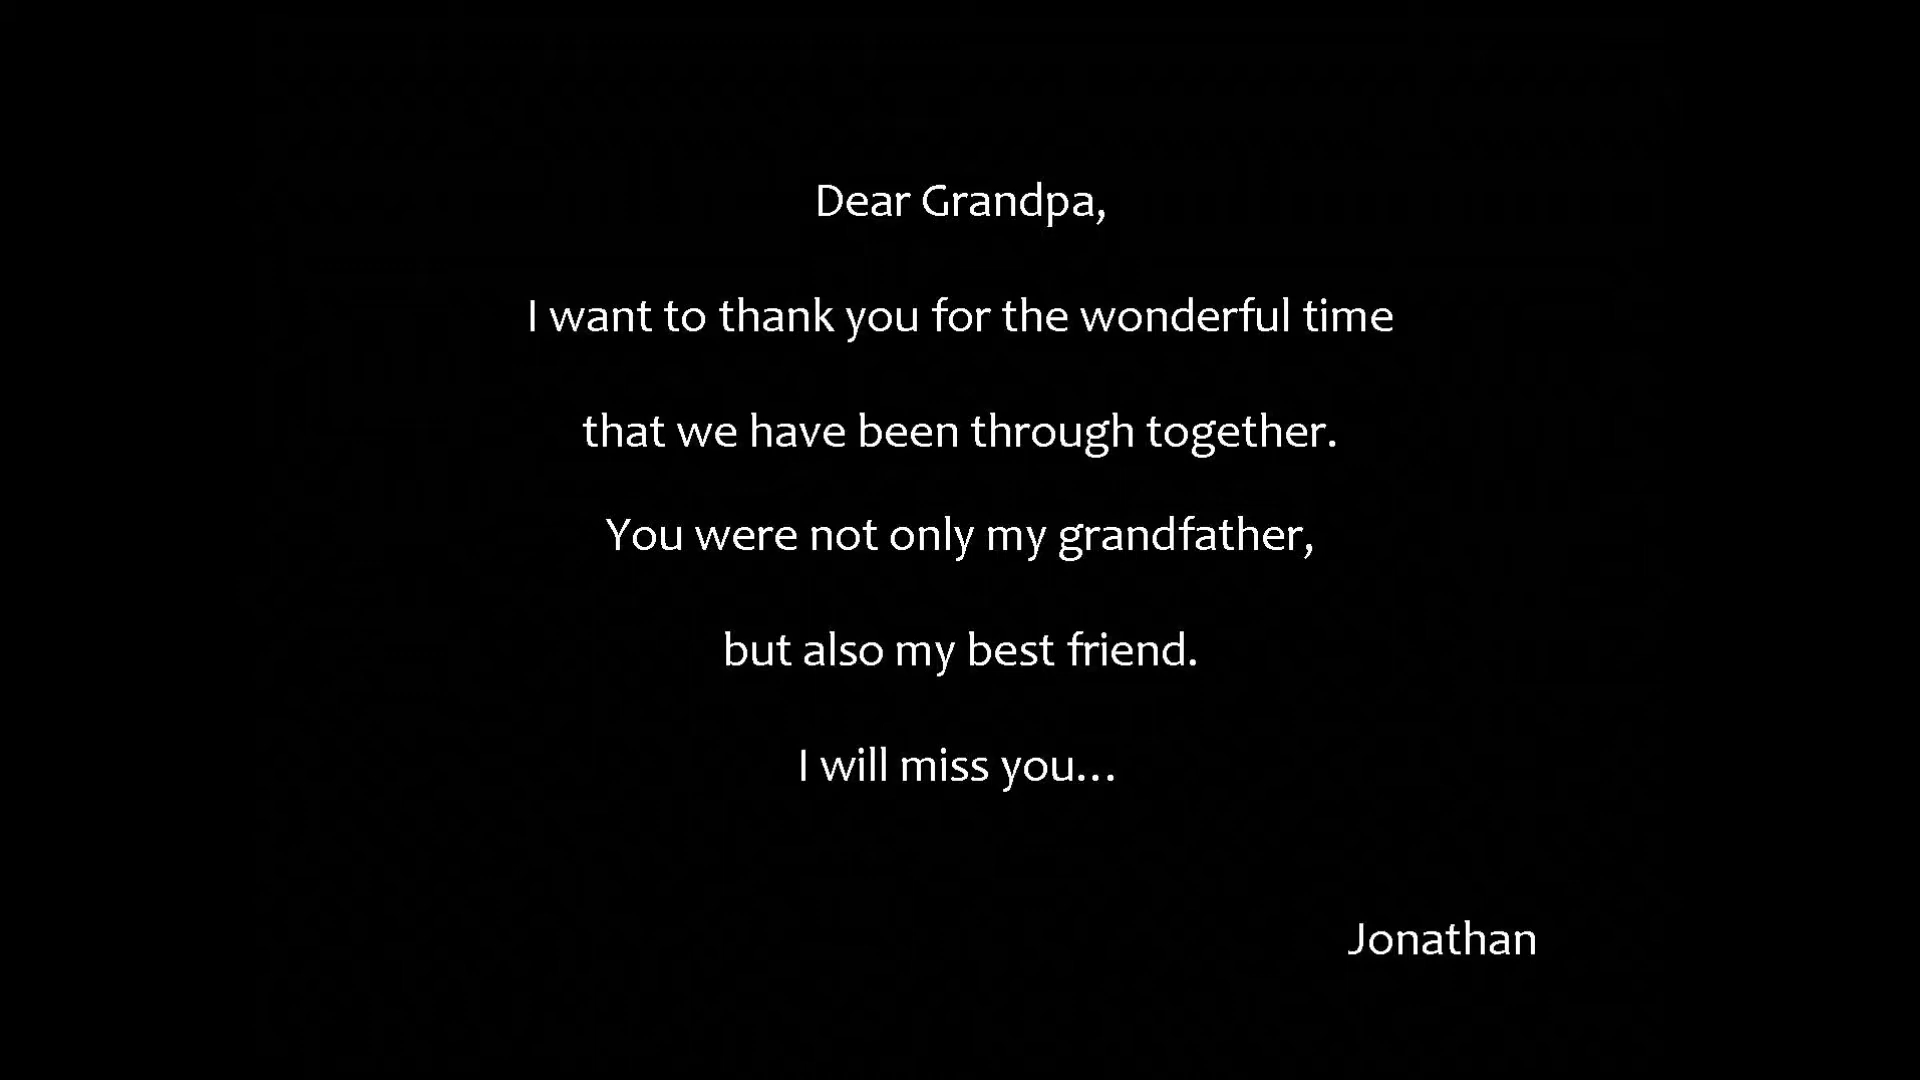 Dear Grandpa,
I want to thank you for the wonderful time
that we have been through together.
You were not only my grandfather,
but also my best friend.
I will miss you...
Jonathan